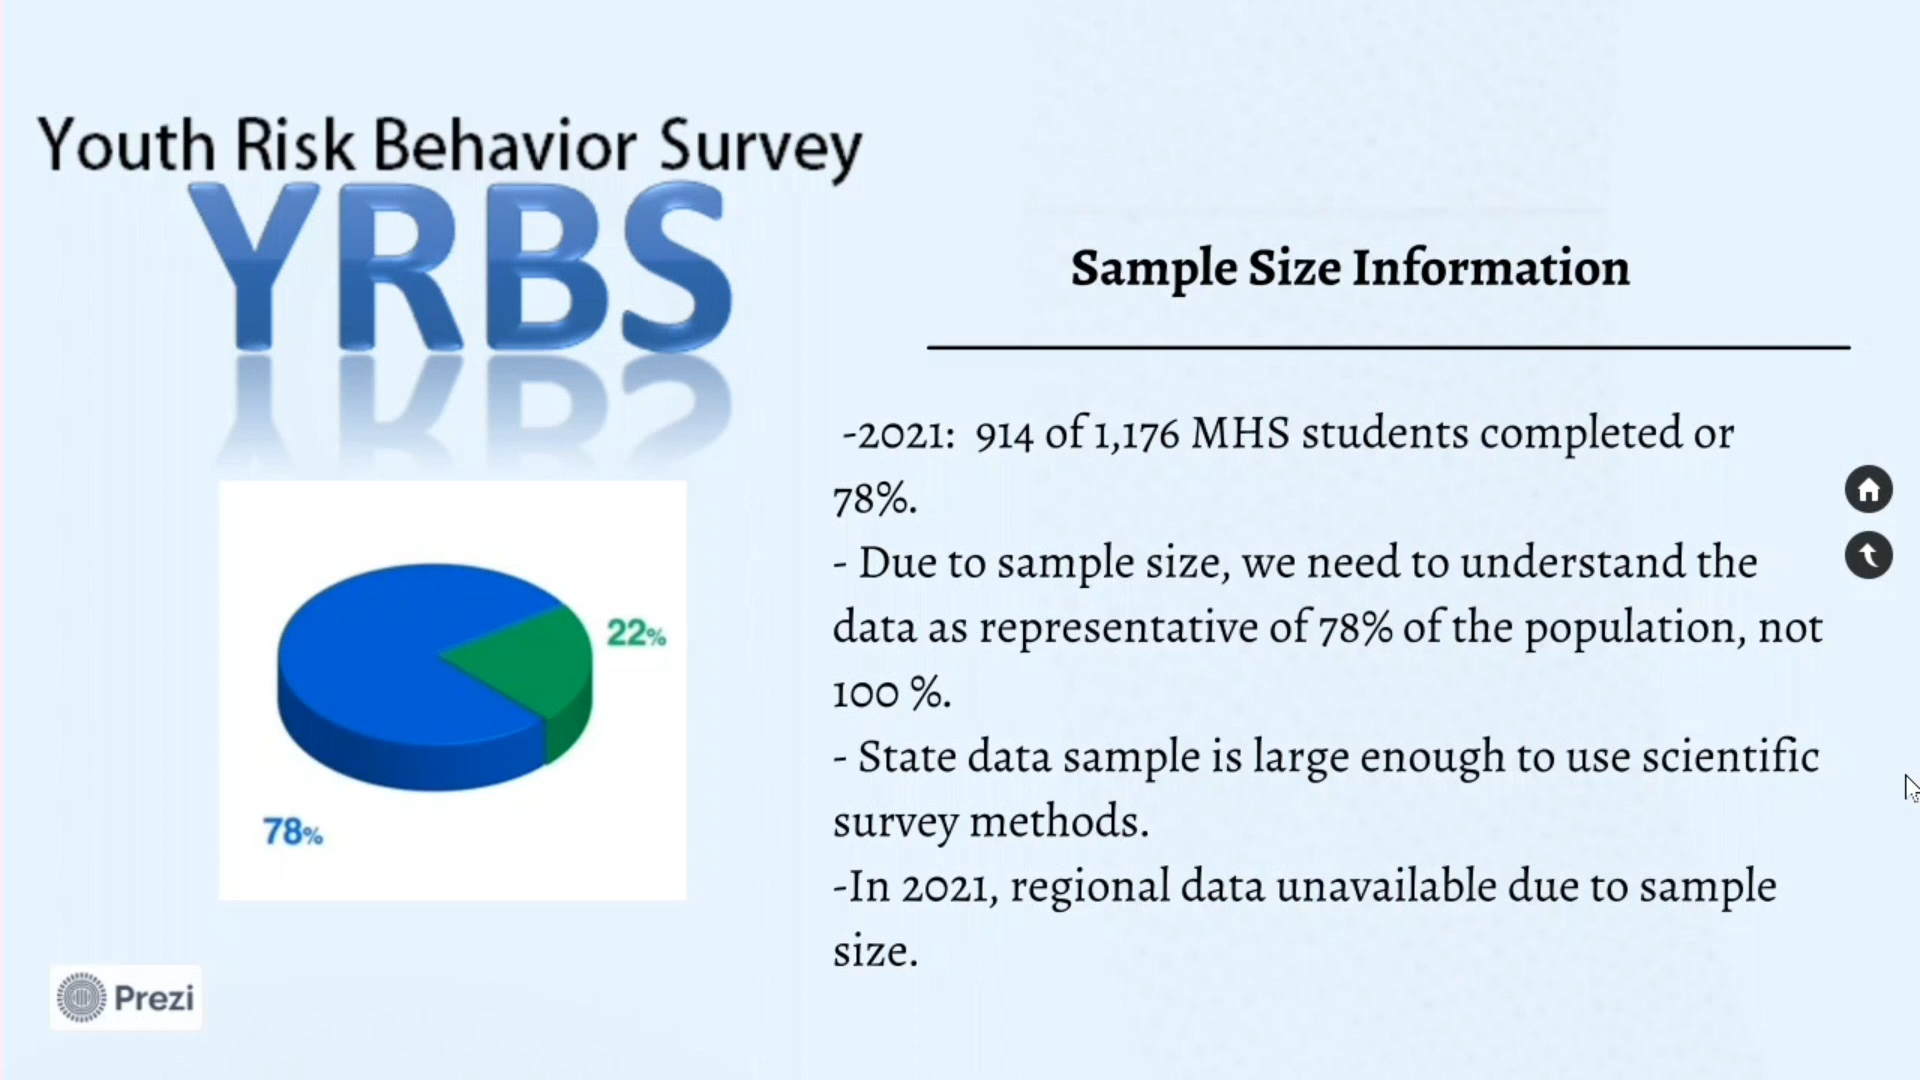 Youth Risk Behavior Survey
YRBS
22%
78%
Prezi
Sample Size Information
-2021: 914 of 1,176 MHS students completed or
78%.
- Due to sample size, we need to understand the
data as representative of 78% of the population, not
100 %.
- State data sample is large enough to use scientific
survey methods.
-In 2021, regional data unavailable due to sample
size.